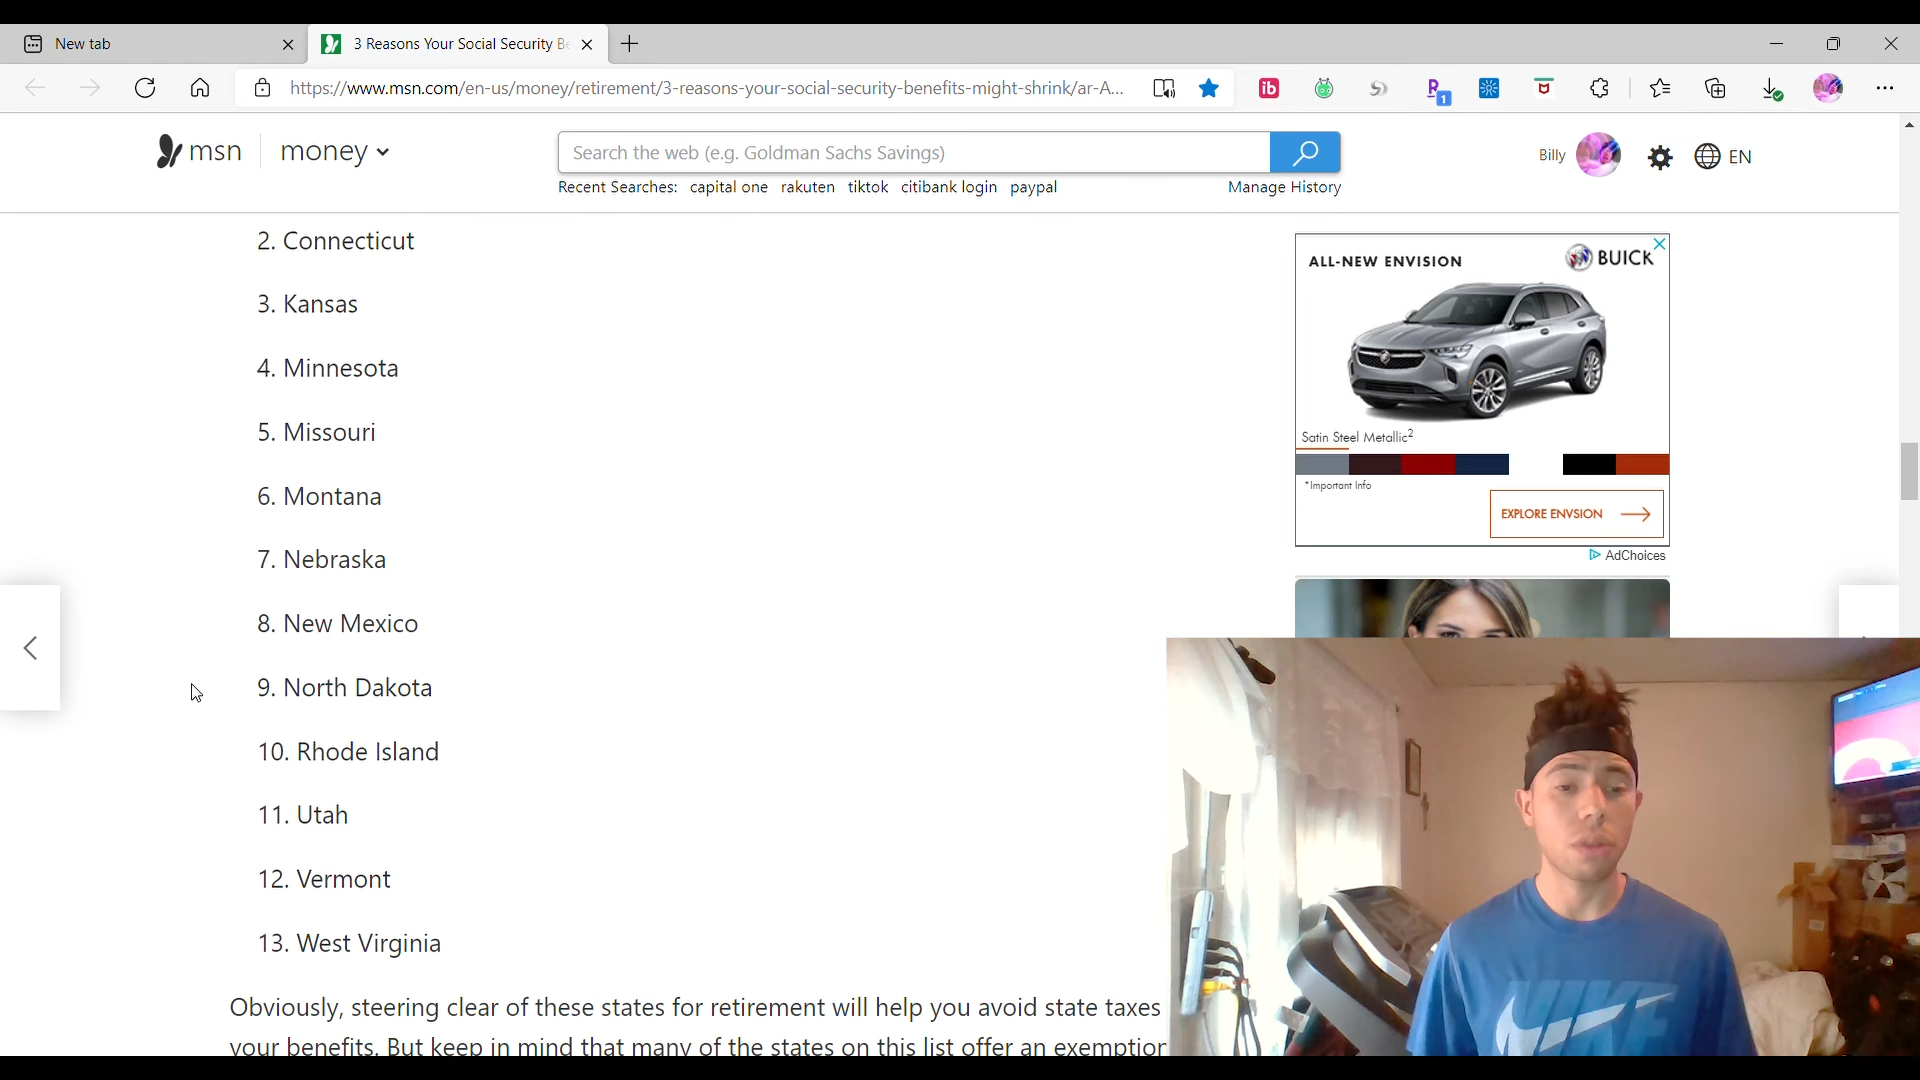 New tab
3 Reasons Your Social Security Be
https://www.msn.com/en-us/money/retirement/3-reasons-your-social-security-benefits-might-shrink/ar-A...
1
msn money
Search the web (e.g. Goldman Sachs Savings)
Billy
EN
Recent Searches: capital one rakuten tiktok citibank login paypal
Manage History
2. Connecticut
3. Kansas
4. Minnesota
5. Missouri
6. Montana
7. Nebraska
8. New Mexico
9. North Dakota
10. Rhode Island
11. Utah
12. Vermont
13. West Virginia
Obviously, steering clear of these states for retirement will help you avoid state taxes
your benefits. But keep in mind that many of the states on this list offer an exemption
ALL-NEW ENVISION
BUICK
Satin Steel Metallic2
*Important Info
EXPLORE ENVSION
AdChoices
NIKE